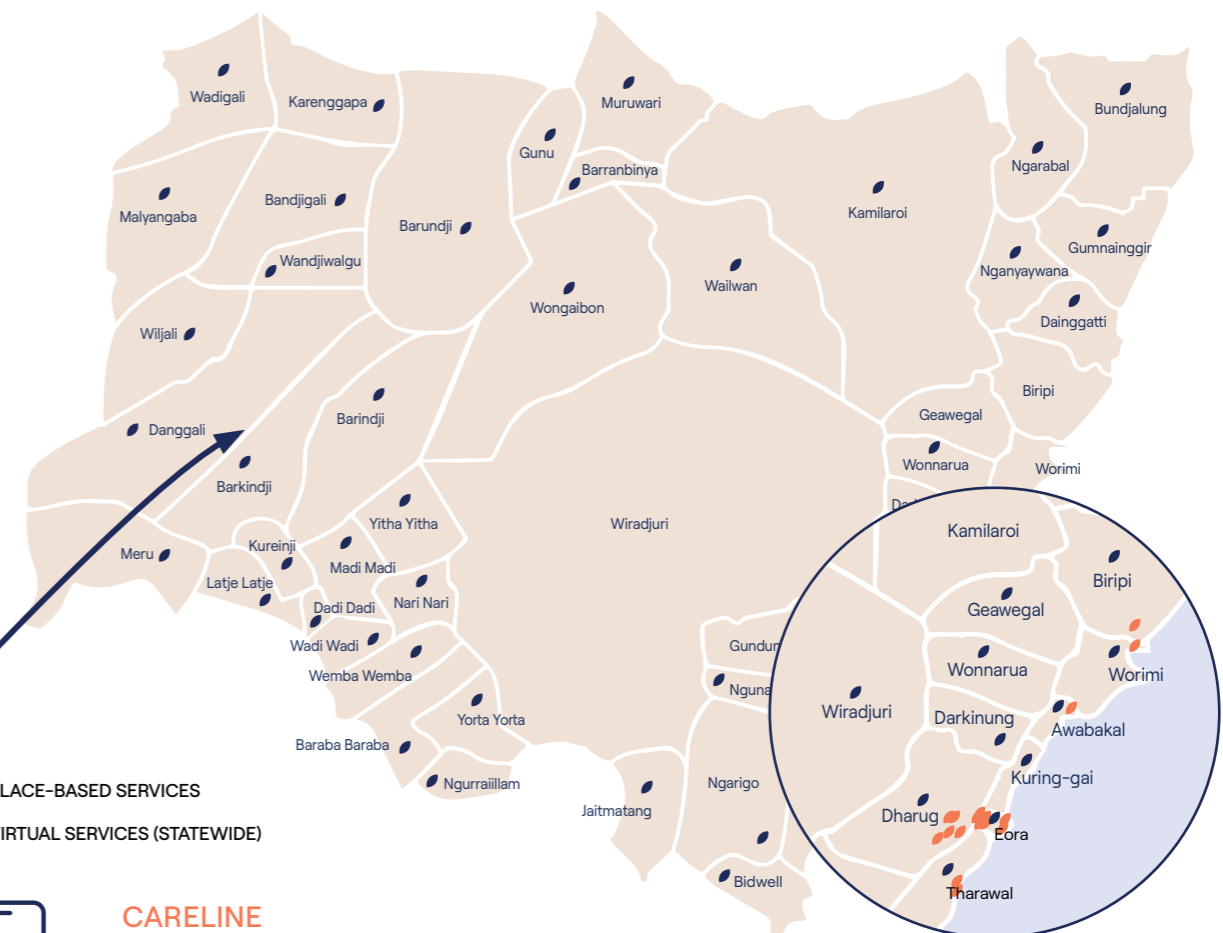 Wadigali
Karenggapa
Muruwari
Bundjalung
Gunu
Barranbinya
Ngarabal
Malyangaba
Bandjigali
Barundji
Kamilaroi
Gumnainggir
Wandjiwalgu
Nganyaywana
Wailwan
Wongaibon
Wiljali
Dainggatti
Biripi
Barindji
Geawegal
Danggali
Wonnarua
Worimi
Barkindji
Yitha Yitha
Wiradjuri
Kamilaroi
Kureinji
Meru
Madi Madi
Latje Latje
Biripi
Nari Nari
Dadi Dadi
Geawegal
Wadi Wadi
Gundun
Wemba Wemba
Wonnarua
Worimi
Nguna
Wiradjuri
Darkinung
Yorta Yorta
Awabakal
Baraba Baraba
Kuring-gai
Ngurraiillam
Ngarigo
LACE-BASED SERVICES
Jaitmatang
Dharug
VIRTUAL SERVICES (STATEWIDE)
Eora
Bidwell
Tharawal
CARELINE